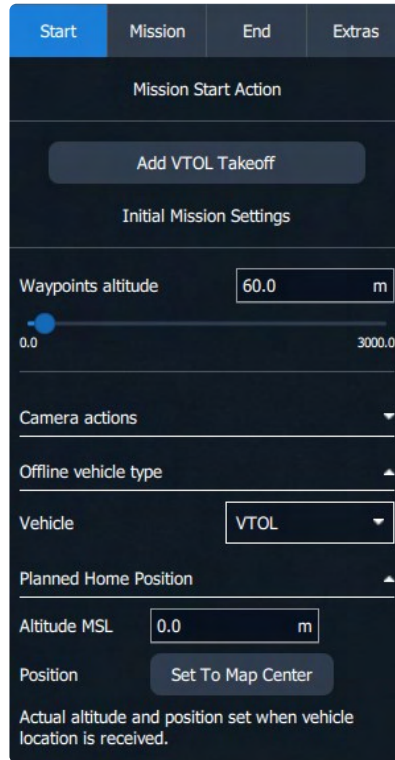 Start Mission End Extras
Mission Start Action
Add VTOL Takeoff
Initial Mission Settings
Waypoints altitude 60.0 m
0.0 3000.0
Camera actions
Offline vehicle type
Vehicle VTOL
Planned Home Position
Altitude MSL 0.0 m
Position Set To Map Center
Actual altitude and position set when vehicle
location is received.